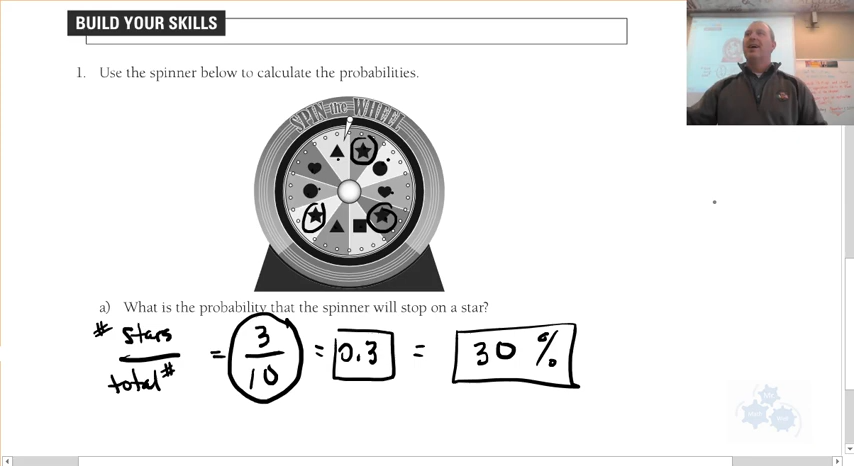 BUILD YOUR SKILLS
1. Use the spinner below to calculate the probabilities.
SPIN the WHEEL
a) What is the probability that the spinner will stop on a star?
# stars
total #
= 3/10 = 0.3 = 30 %